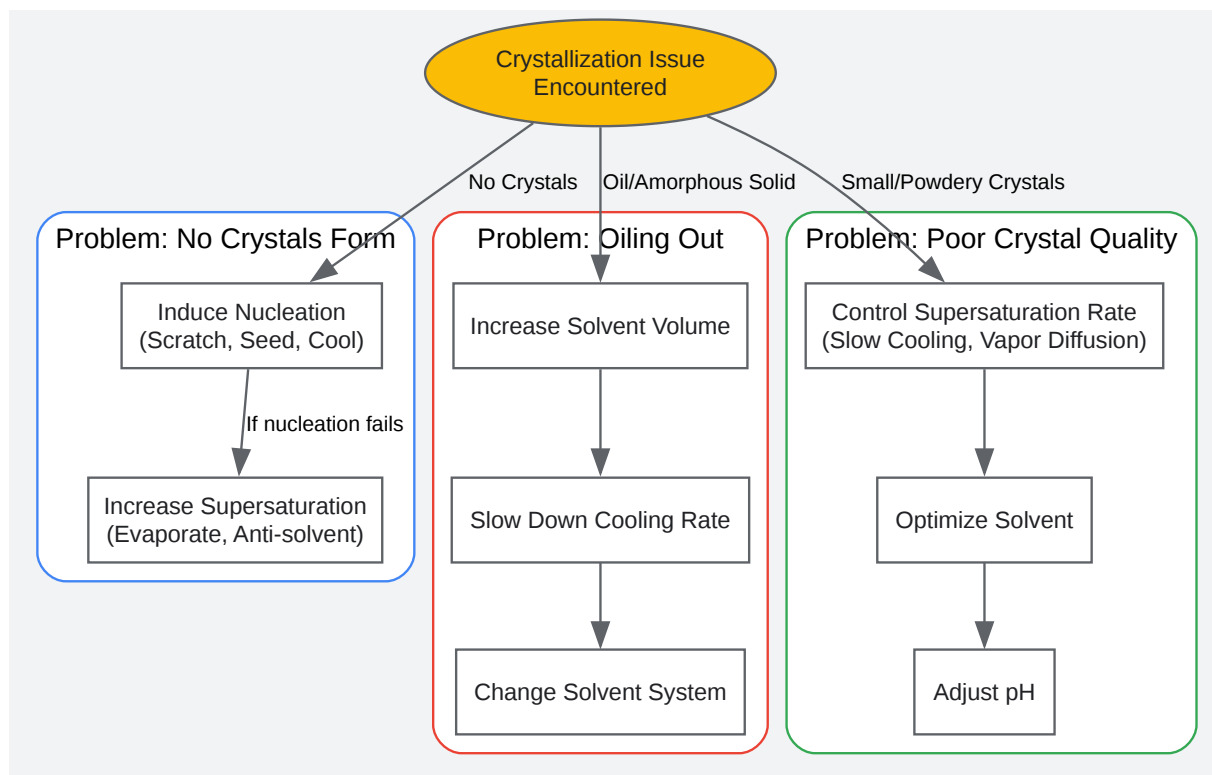 Crystallization Issue
Encountered
No Crystals
Oil/Amorphous Solid
Small/Powdery Crystals
Problem: No Crystals Form
Induce Nucleation
(Scratch, Seed, Cool)
If nucleation fails
Increase Supersaturation
(Evaporate, Anti-solvent)
Problem: Oiling Out
Increase Solvent Volume
Slow Down Cooling Rate
Change Solvent System
Problem: Poor Crystal Quality
Control Supersaturation Rate
(Slow Cooling, Vapor Diffusion)
Optimize Solvent
Adjust pH